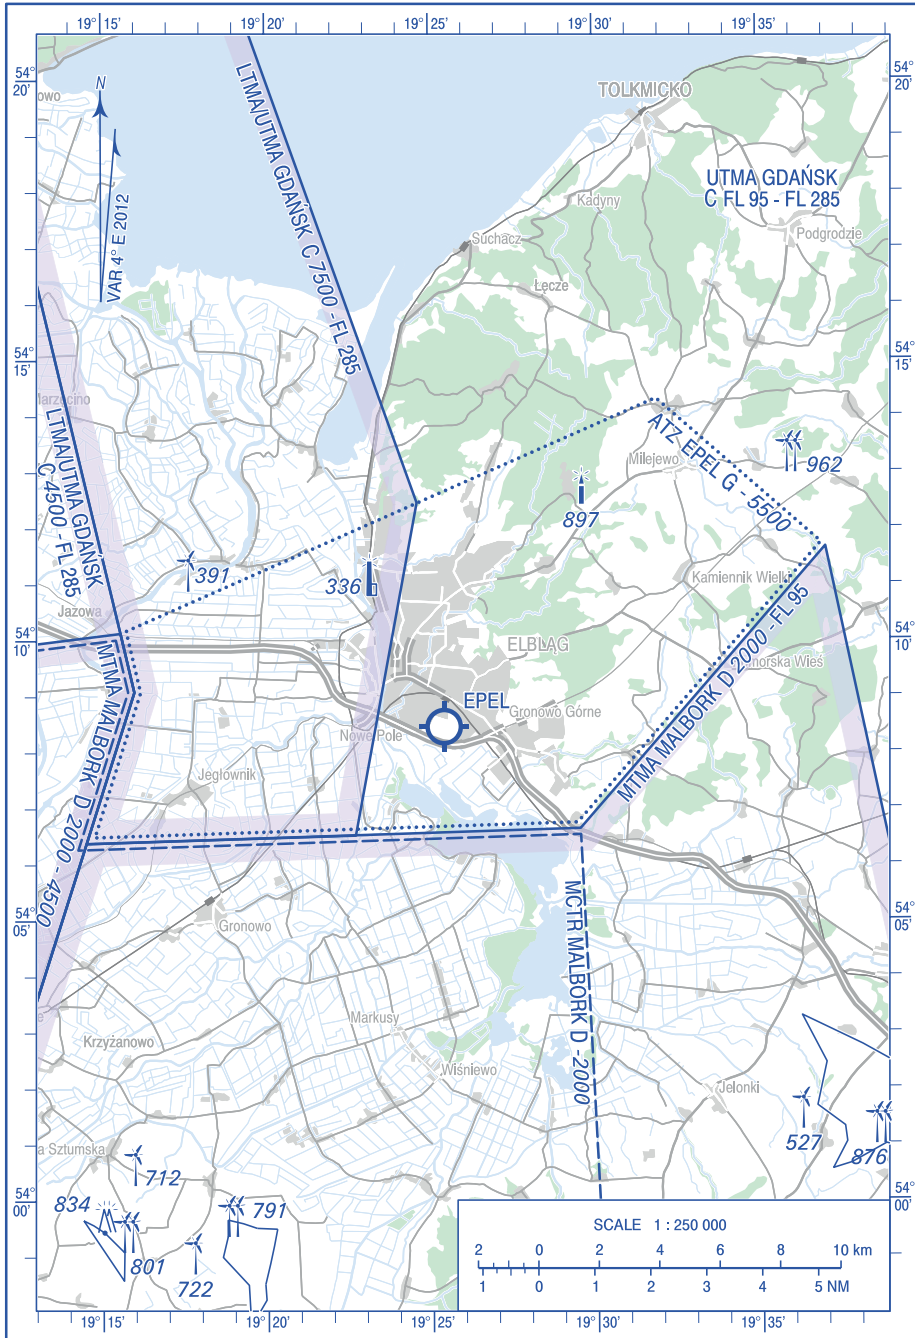 19° 15'
19° 20'
19° 25'
19° 30'
19° 35'
54°
20'
54°
20'
N
VAR 4° E 2012
LTMA/UTMA GDAŃSK C 7500 - FL 285
TOLKMICKO
UTMA GDAŃSK
C FL 95 - FL 285
Kadyny
Podgrodzie
Suchacz
Łęcze
54°
15'
54°
15'
LTMA/UTMA GDAŃSK
C 4500 - FL 285
ATZ EPEL G - 5500
Milejewo
962
897
391
336
Kamiennik Wielki
Jazowa
54°
10'
54°
10'
ELBLĄG
MTMA MALBORK D 2000 - 4500
MTMA MALBORK D 2000 - FL 95
EPEL
Gronowo Górne
Nowe Pole
Jegłownik
54°
05'
54°
05'
Gronowo
MCTR MALBORK D -2000
Markusy
Krzyżanowo
Wiśniewo
Jelonki
527
876
a Sztumska
712
54°
00'
54°
00'
834
791
801
722
SCALE 1 : 250 000
2 0 2 4 6 8 10 km
1 0 1 2 3 4 5 NM
19° 15'
19° 20'
19° 25'
19° 30'
19° 35'